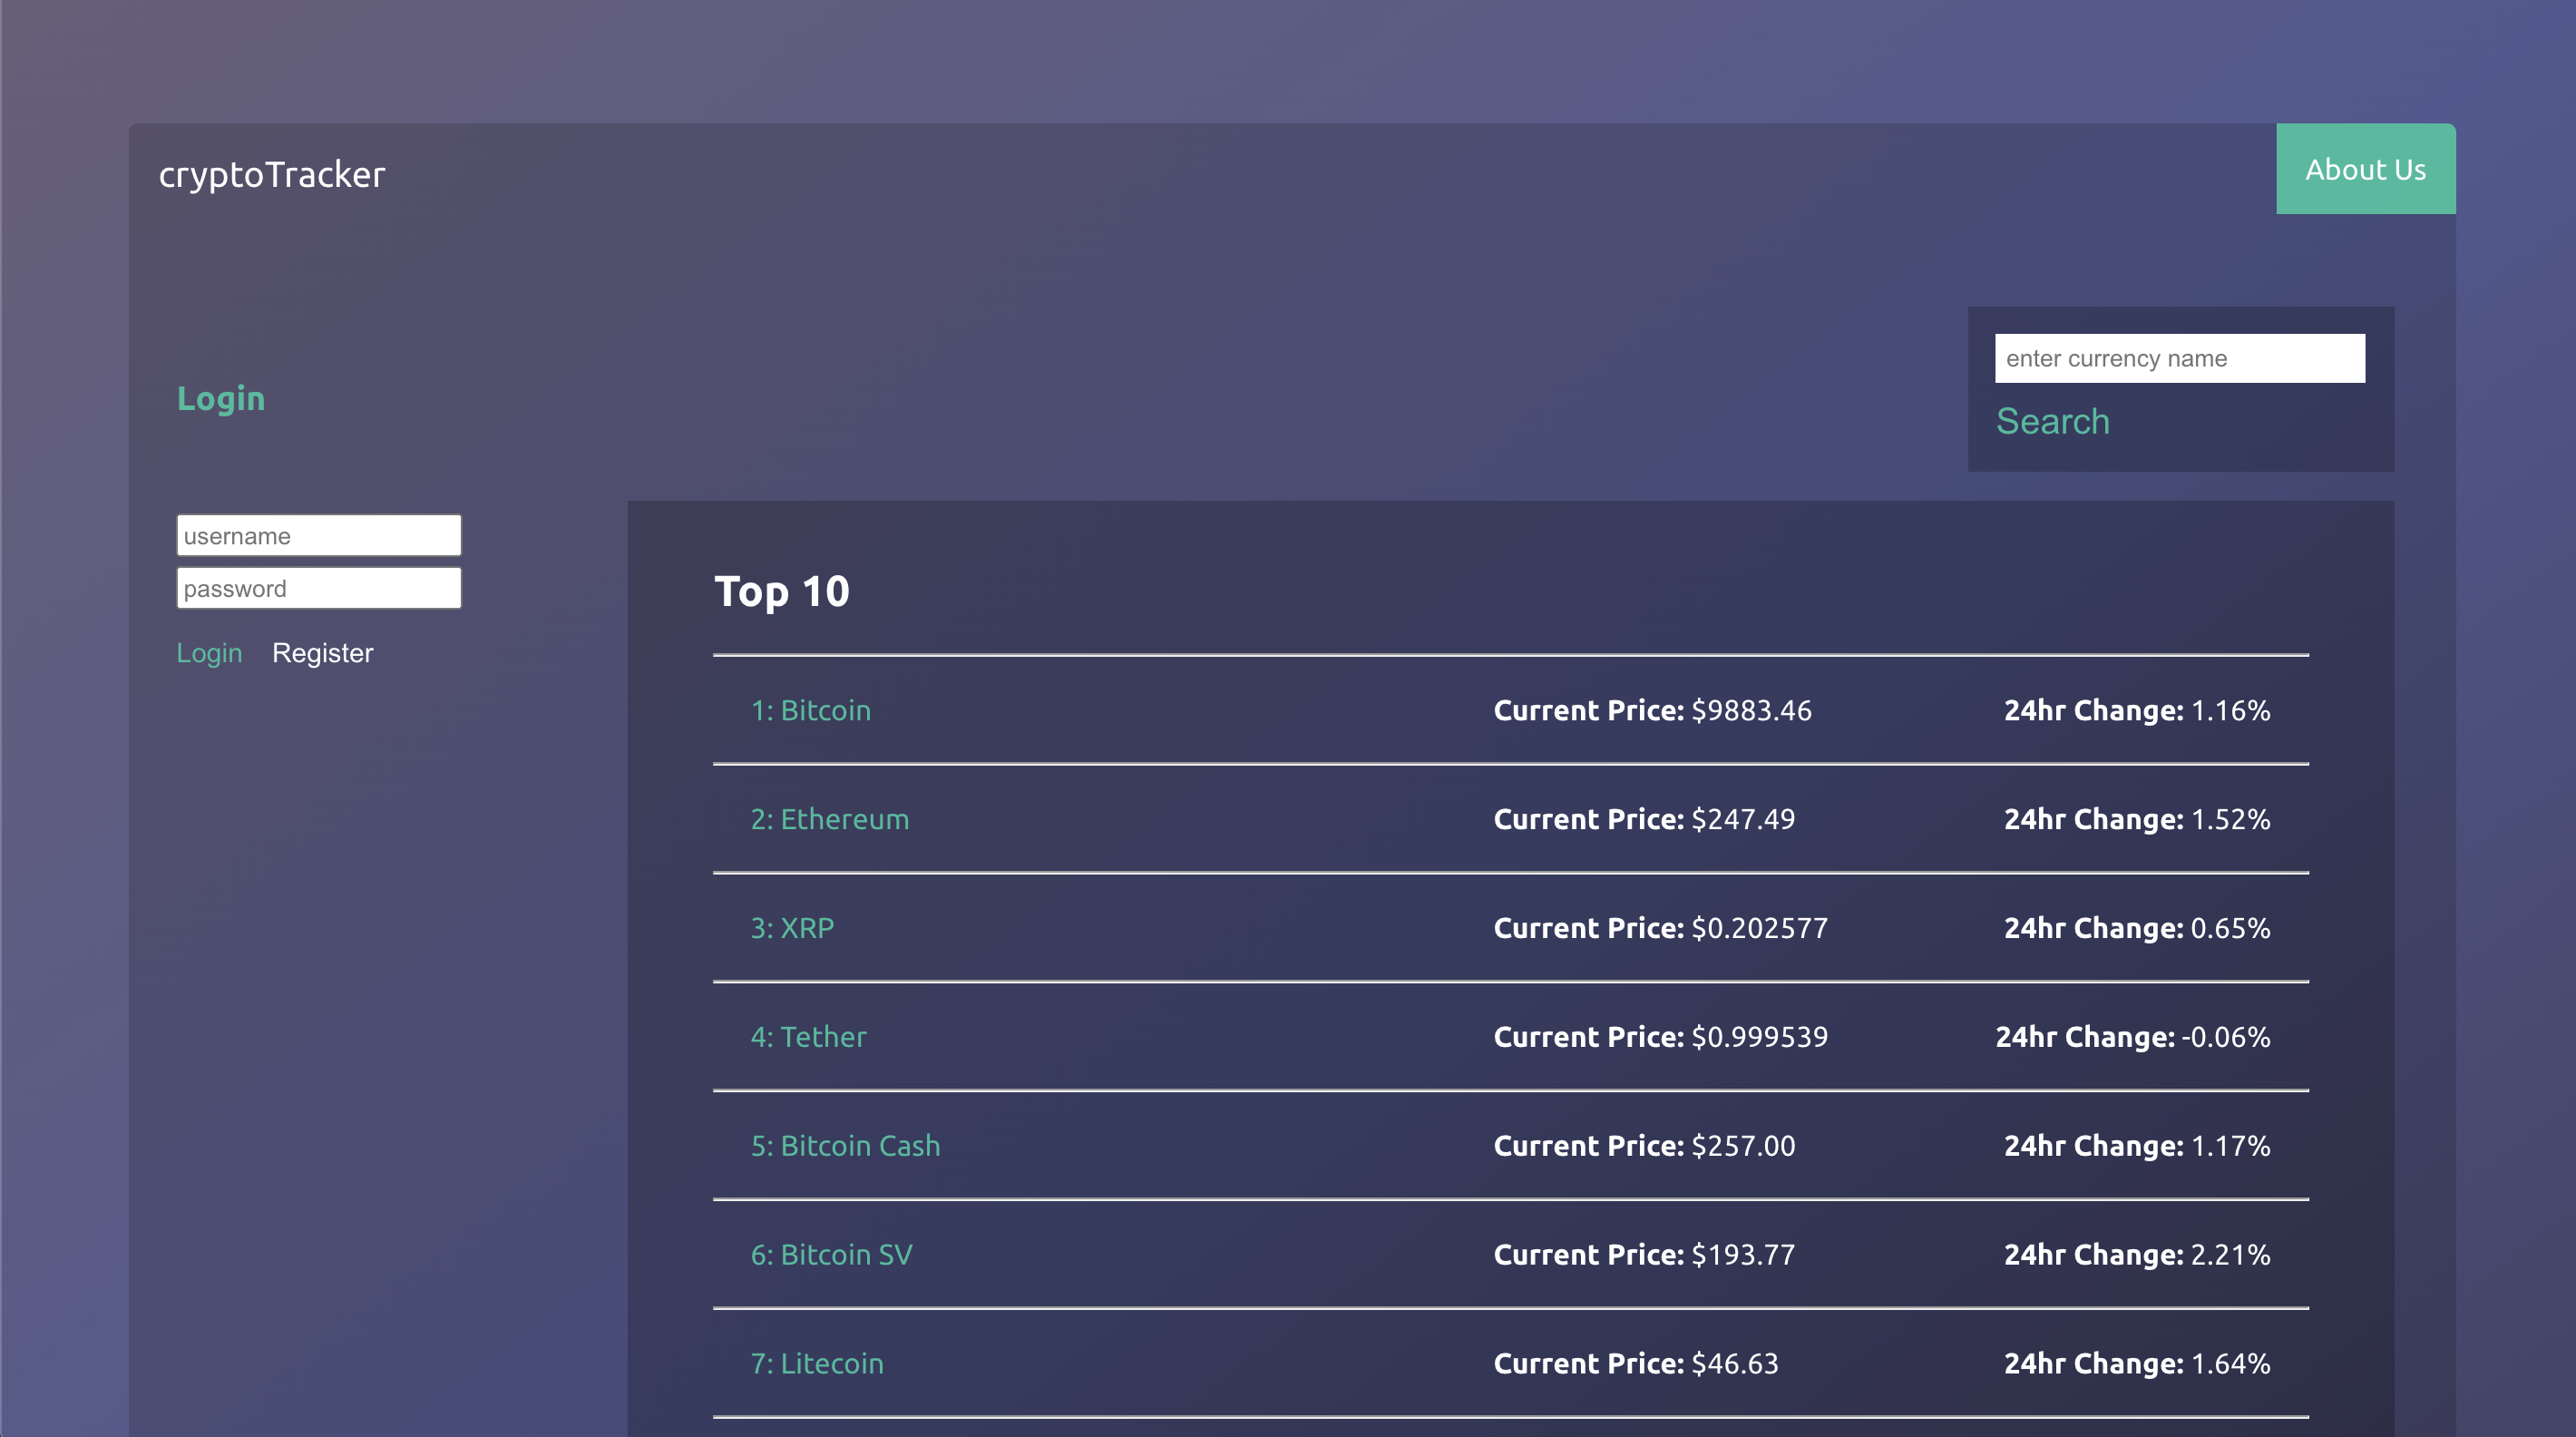 cryptoTracker
About Us
enter currency name
Search
Login
username
password
Login Register
Top 10
1: Bitcoin Current Price: $9883.46 24hr Change: 1.16%
2: Ethereum Current Price: $247.49 24hr Change: 1.52%
3: XRP Current Price: $0.202577 24hr Change: 0.65%
4: Tether Current Price: $0.999539 24hr Change: -0.06%
5: Bitcoin Cash Current Price: $257.00 24hr Change: 1.17%
6: Bitcoin SV Current Price: $193.77 24hr Change: 2.21%
7: Litecoin Current Price: $46.63 24hr Change: 1.64%